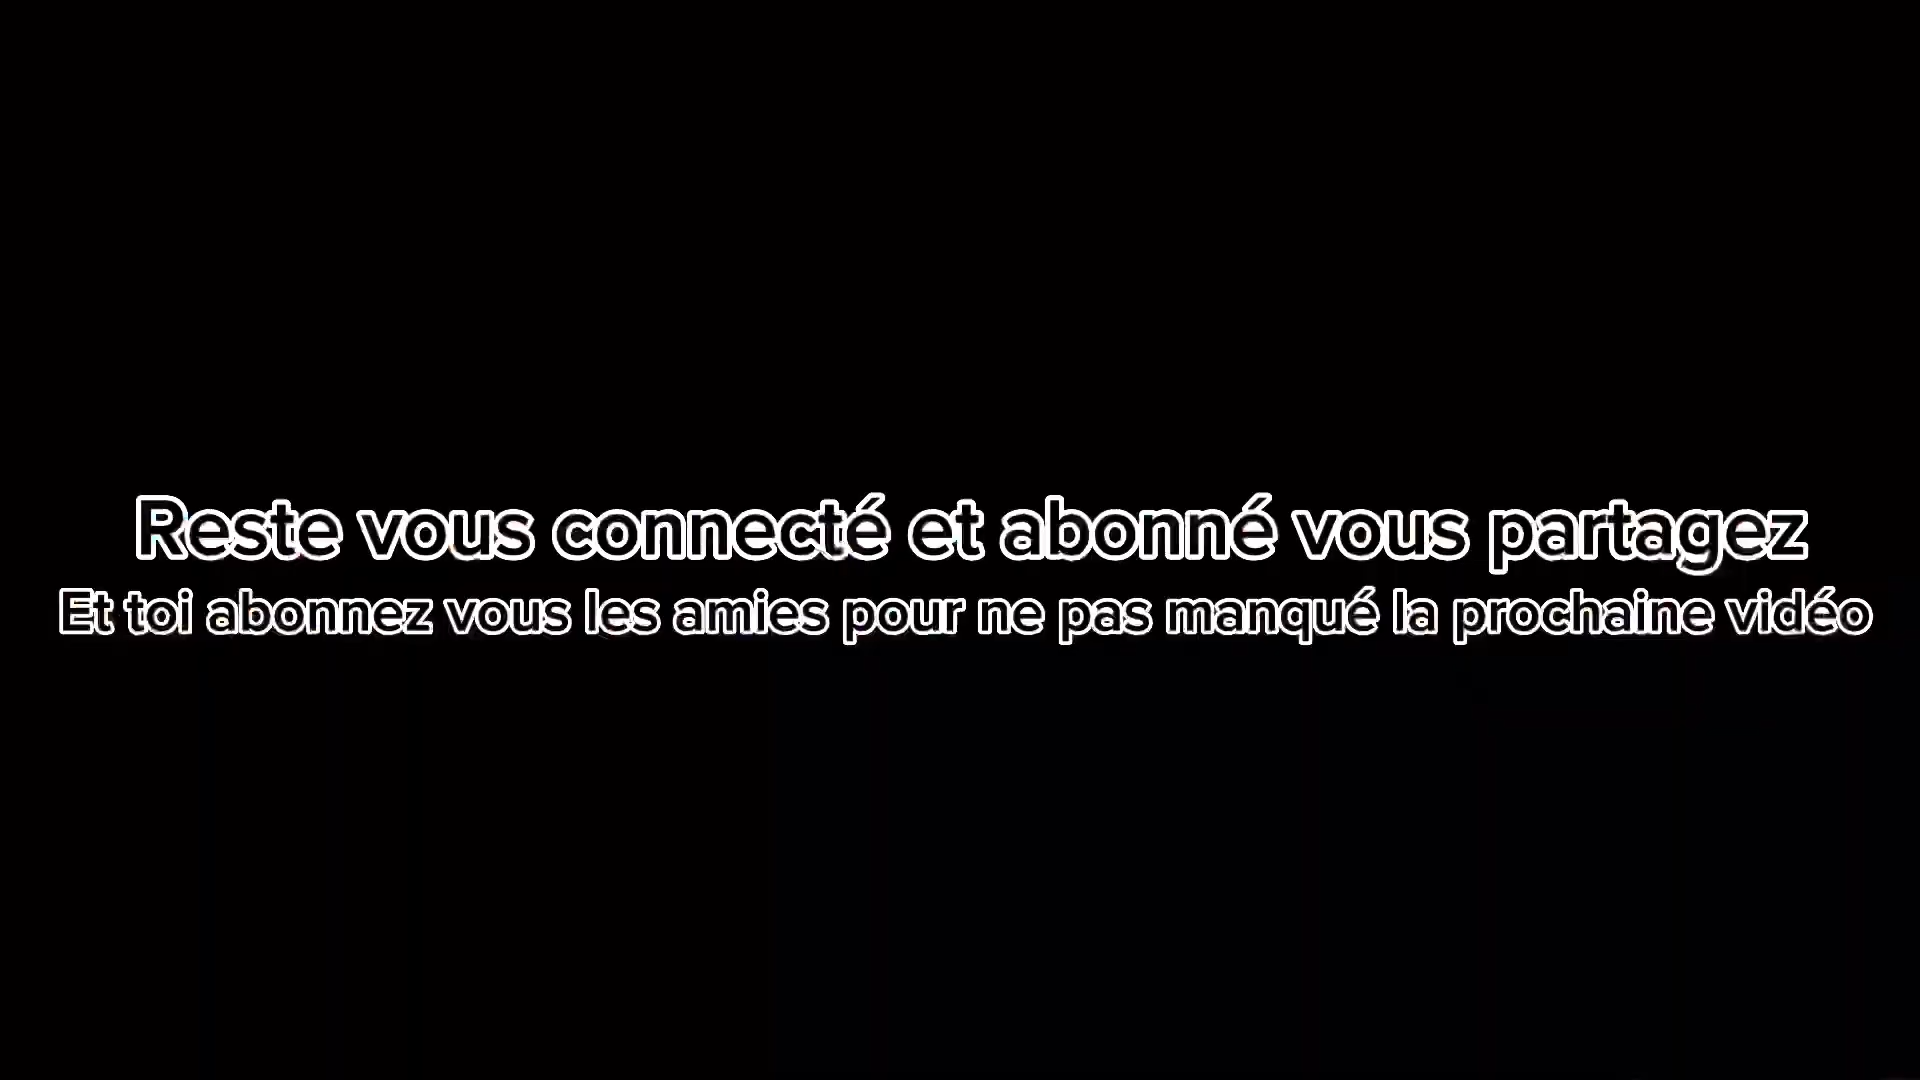 Reste vous connecté et abonné vous partagez
Et toi abonnez vous les amies pour ne pas manqué la prochaine vidéo